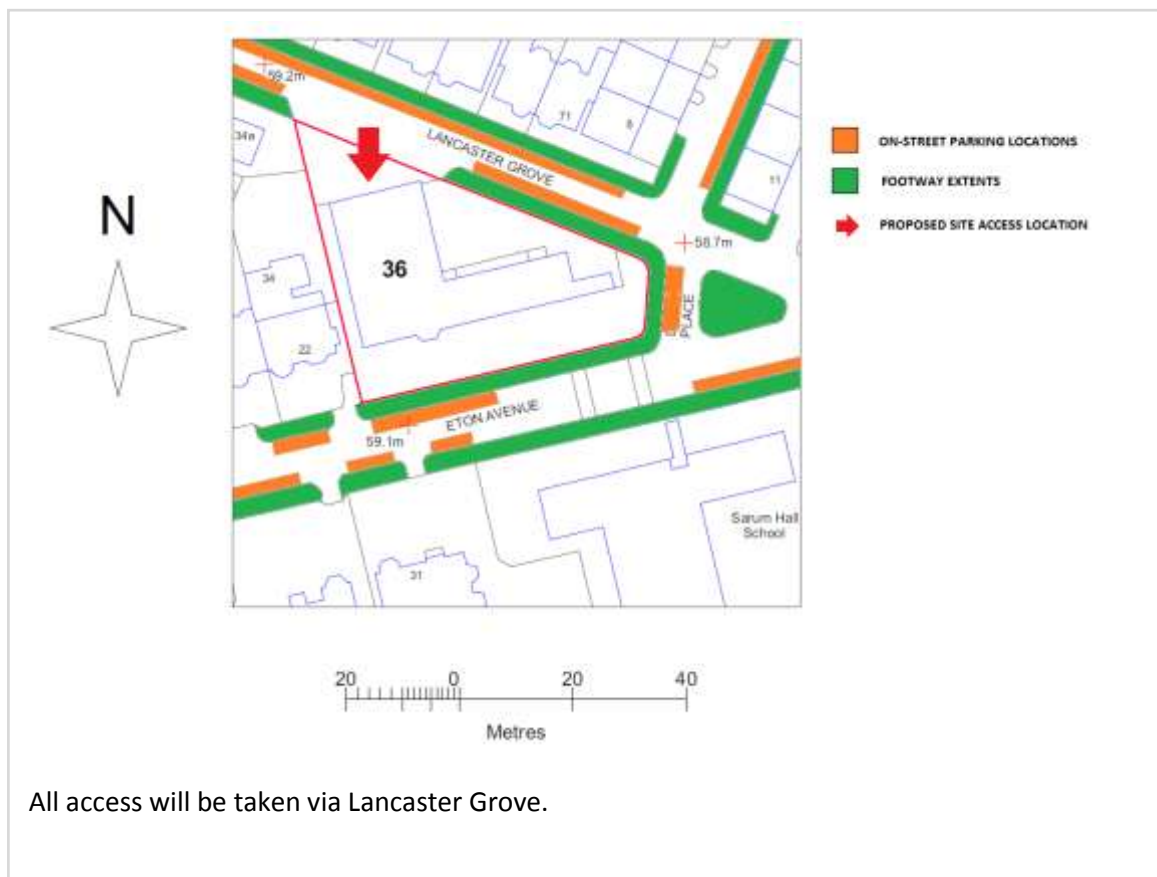 59.2m
34a
71
9
LANCASTER GROVE
11
N
36
58.7m
34
PLACE
22
ETON AVENUE
59.1m
Sarum Hall
School
31
ON-STREET PARKING LOCATIONS
FOOTWAY EXTENTS
PROPOSED SITE ACCESS LOCATION
20 0 20 40
Metres
All access will be taken via Lancaster Grove.